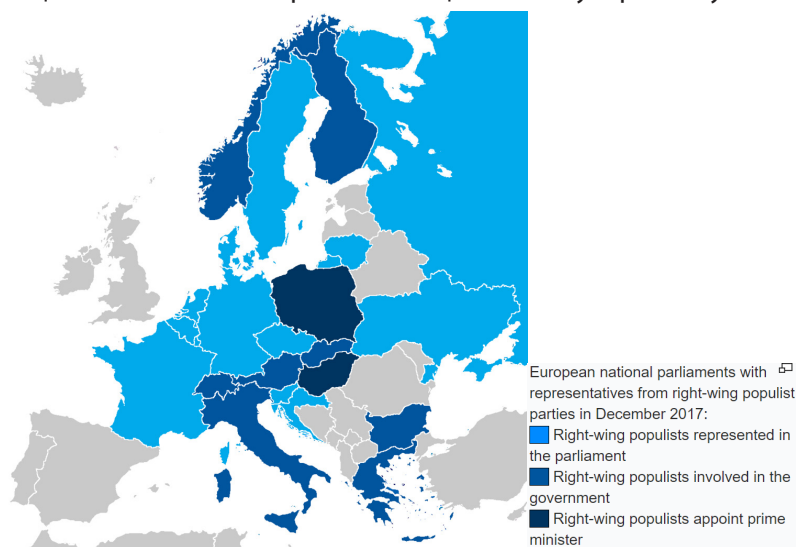 European national parliaments with
representatives from right-wing populist
parties in December 2017:
Right-wing populists represented in
the parliament
Right-wing populists involved in the
government
Right-wing populists appoint prime
minister